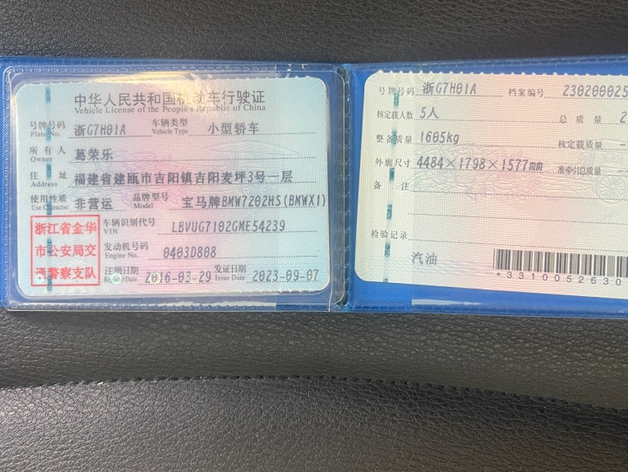 中华人民共和国机动车行驶证
Vehicle License of the People's Republic of China
号牌号码 浙G7H01A 车辆类型 小型轿车
Plate No. Vehicle Type
所有人 葛荣乐
Owner
住址 福建省建瓯市吉阳镇吉阳麦坪3号一层
Address
使用性质 非营运 品牌型号 宝马牌BMW7202HS(BMWX1)
Use Character Model
浙江省金华
市公安局交
通警察支队
车辆识别代号 LBVUG7102GME54239
VIN
发动机号码 0403D808
Engine No.
注册日期 2016-03-29 发证日期 2023-09-07
Register Date Issue Date
号牌号码 浙G7H01A 档案编号 230200025
核定载人数 5人 总质量 2
整备质量 1605kg 核定载质量 -
外廓尺寸 4484×1798×1577mm 准牵引总质量
备注
检验记录
汽油
*3310052630